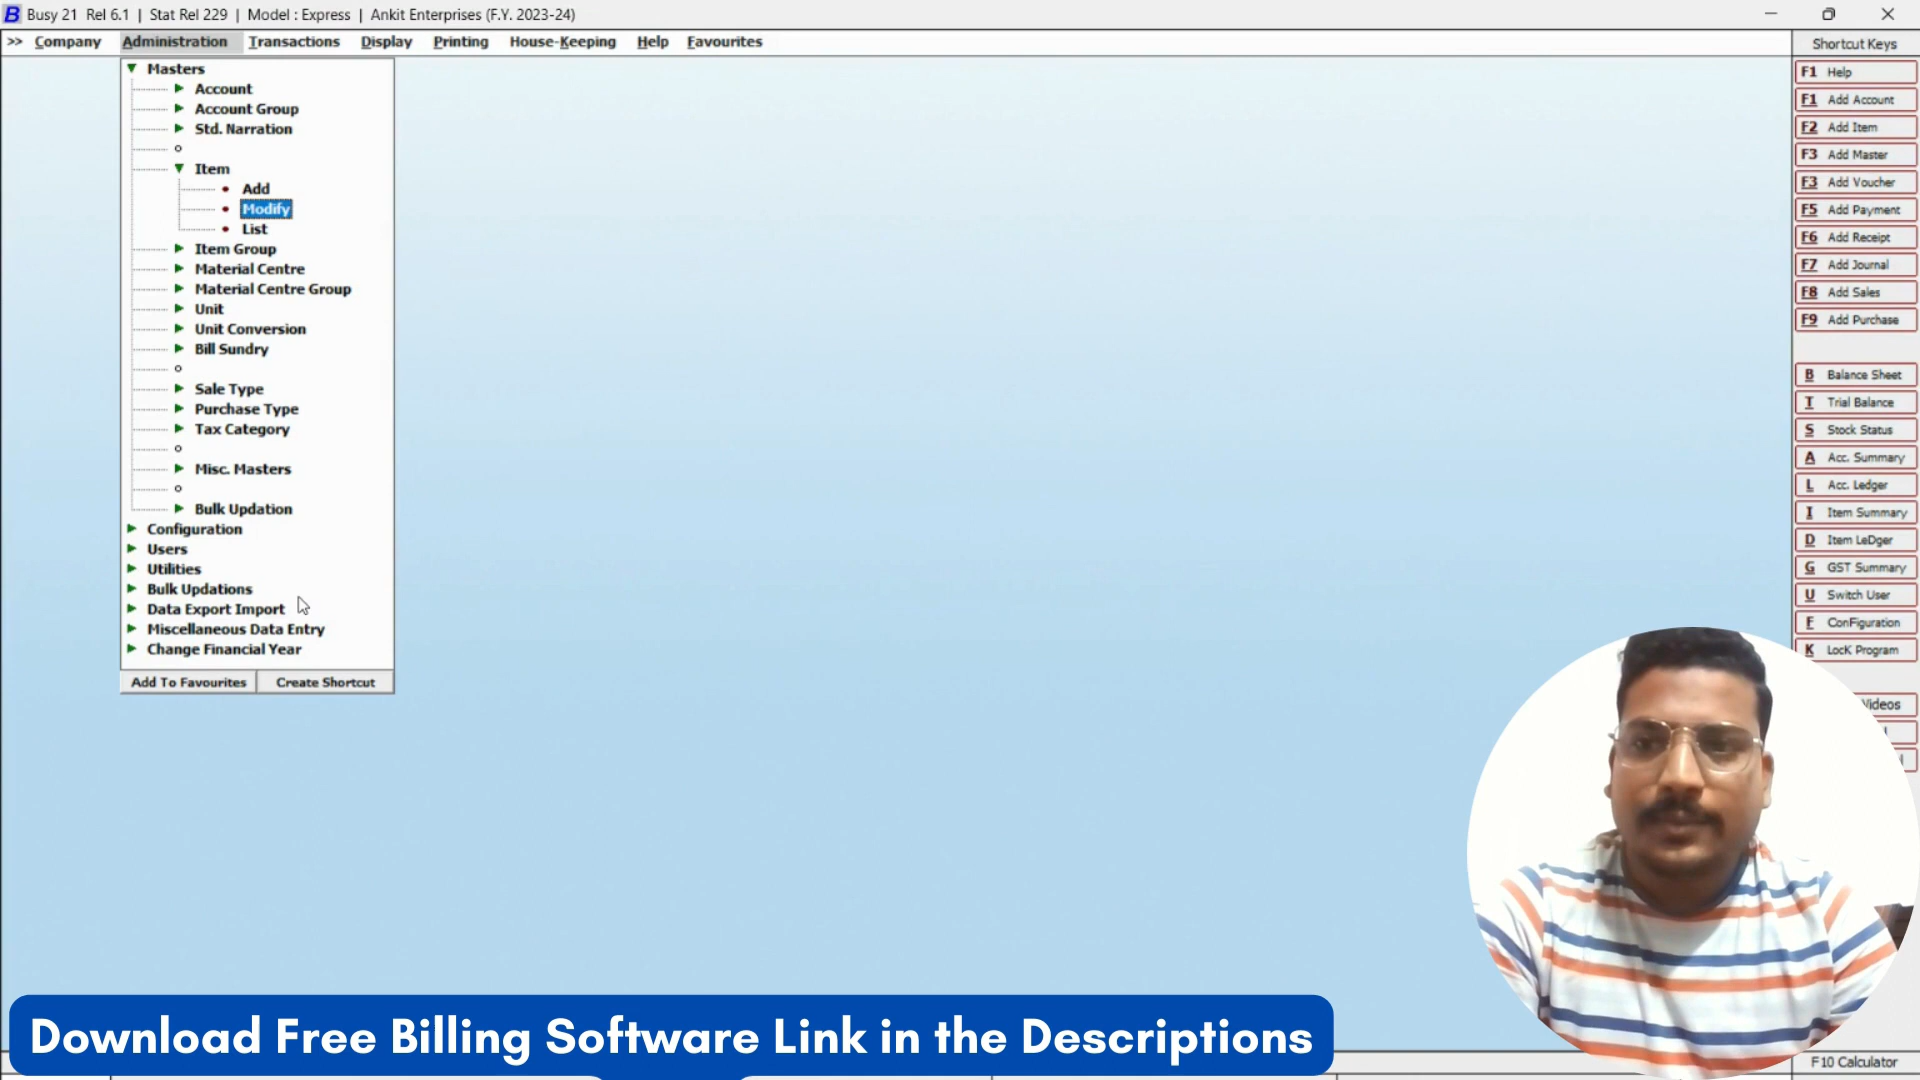 Busy 21 Rel 6.1 | Stat Rel 229 | Model : Express | Ankit Enterprises (F.Y. 2023-24)
>> Company Administration Transactions Display Printing House-Keeping Help Favourites
Masters
Account
Account Group
Std. Narration
Item
Add
Modify
List
Item Group
Material Centre
Material Centre Group
Unit
Unit Conversion
Bill Sundry
Sale Type
Purchase Type
Tax Category
Misc. Masters
Bulk Updation
Configuration
Users
Utilities
Bulk Updations
Data Export Import
Miscellaneous Data Entry
Change Financial Year
Add To Favourites Create Shortcut
Shortcut Keys
F1 Help
F1 Add Account
F2 Add Item
F3 Add Master
F3 Add Voucher
F5 Add Payment
F6 Add Receipt
F7 Add Journal
F8 Add Sales
F9 Add Purchase
B Balance Sheet
T Trial Balance
S Stock Status
A Acc. Summary
L Acc. Ledger
I Item Summary
D Item LeDger
G GST Summary
U Switch User
F ConFiguration
K LocK Program
Videos
F10 Calculator
Download Free Billing Software Link in the Descriptions